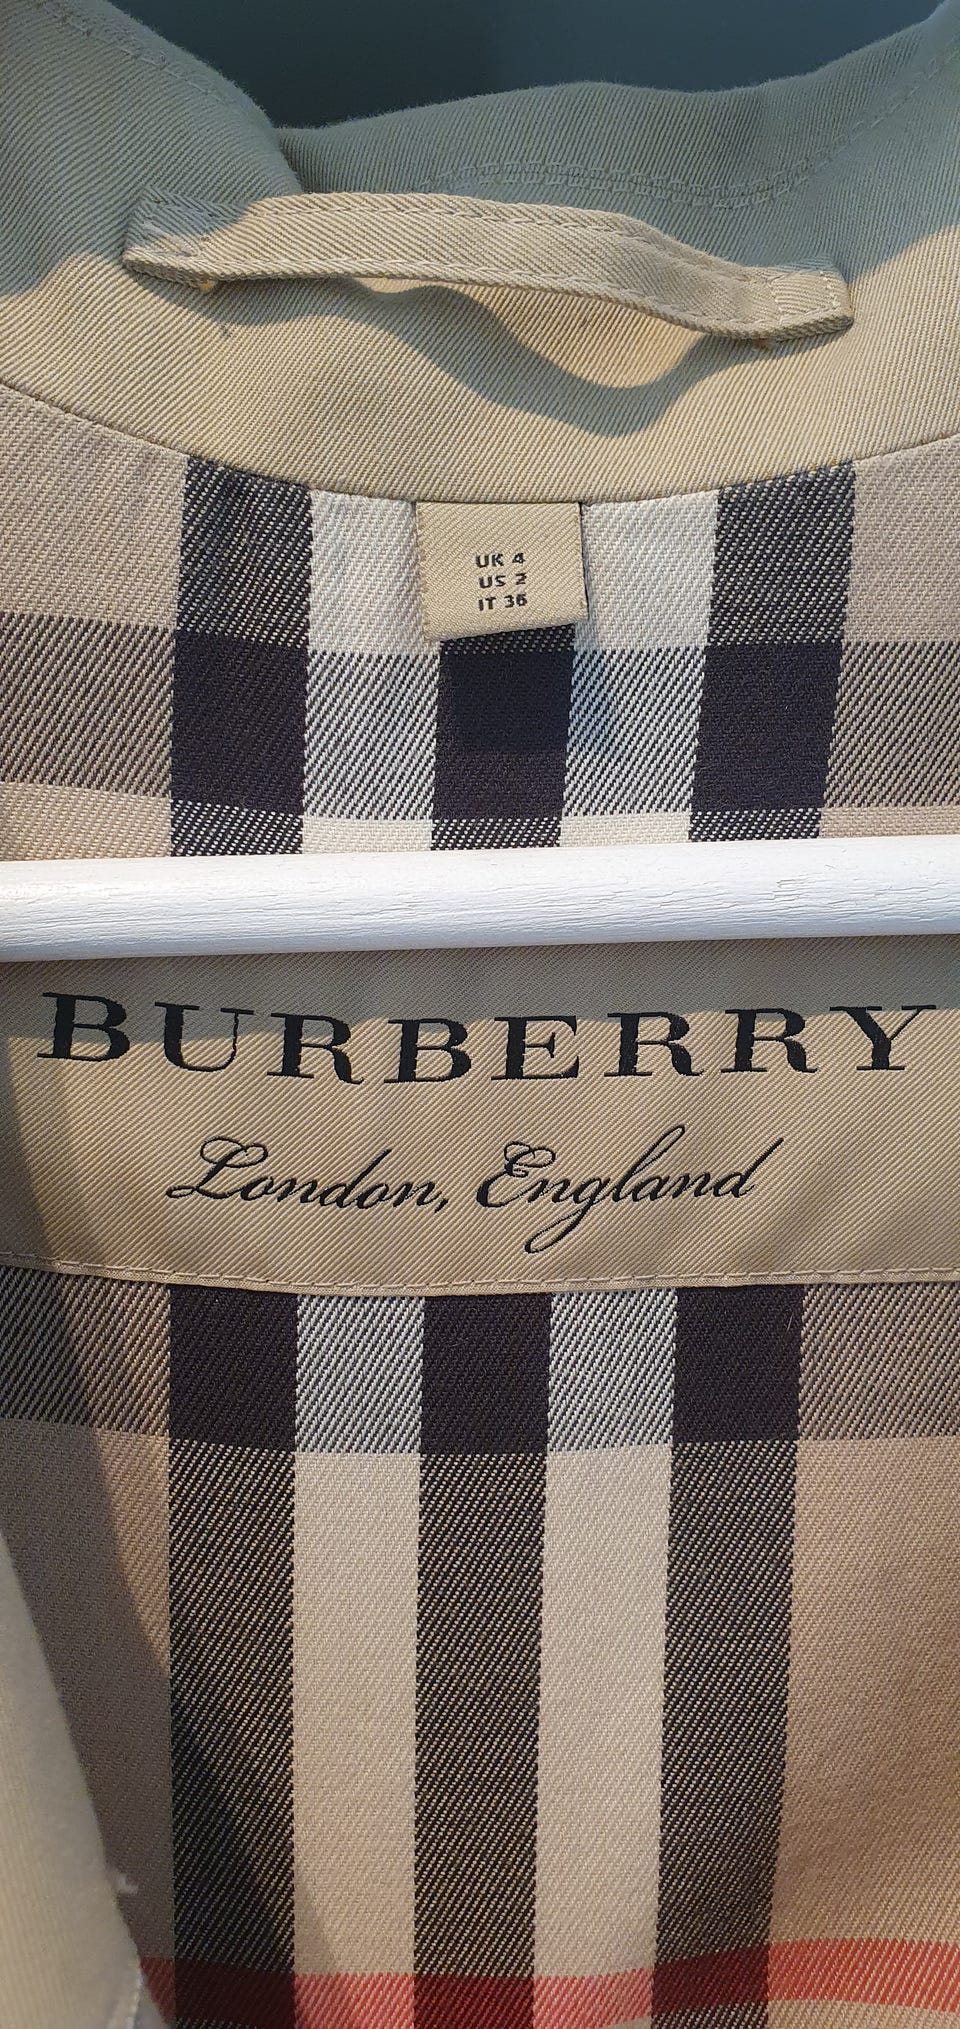 UK 4
US 2
IT 36
BURBERRY
London, England